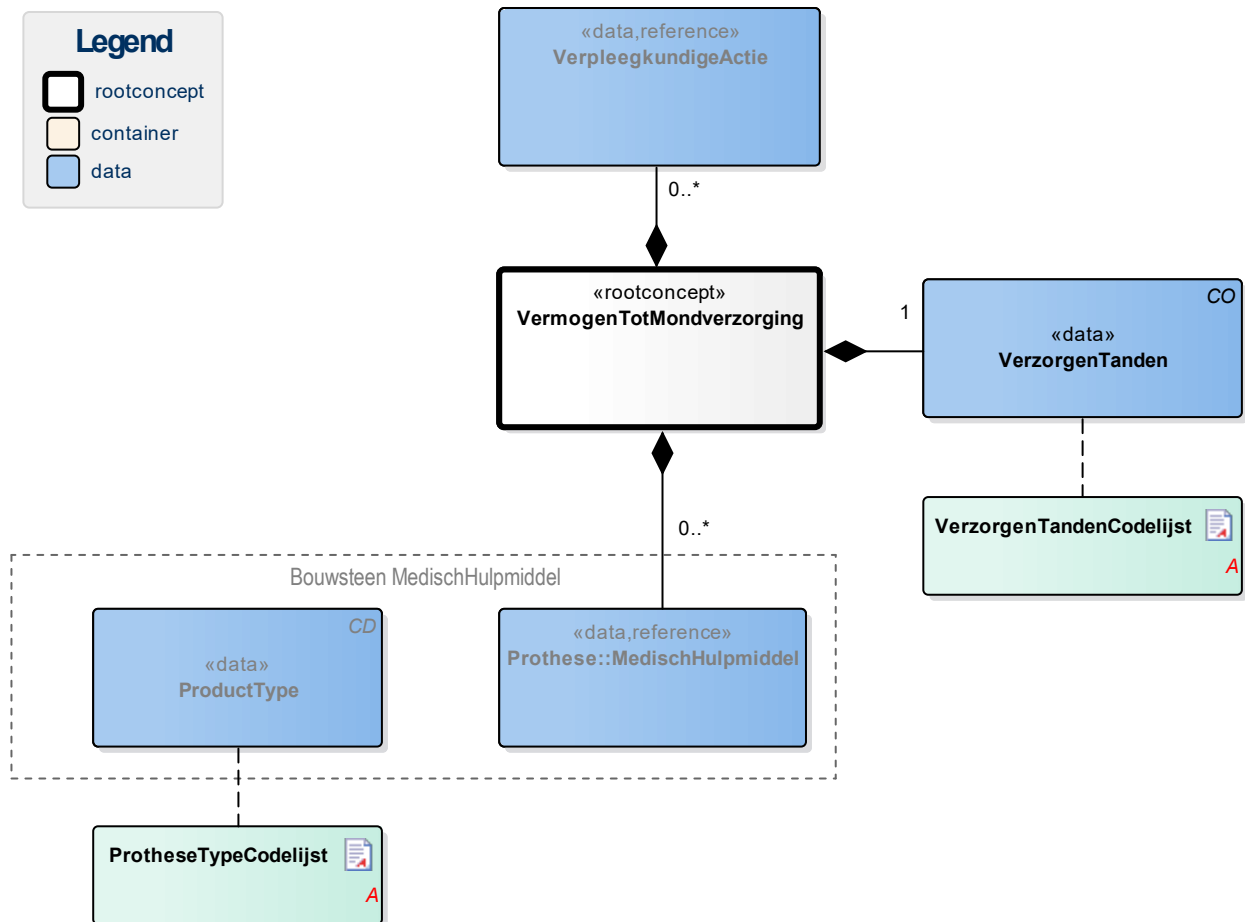 Legend
rootconcept
container
data
«data,reference»
VerpleegkundigeActie
0..*
«rootconcept»
VermogenTotMondverzorging
1
CO
«data»
VerzorgenTanden
VerzorgenTandenCodelijst
A
0..*
Bouwsteen MedischHulpmiddel
CD
«data»
ProductType
«data,reference»
Prothese::MedischHulpmiddel
ProtheseTypeCodelijst
A